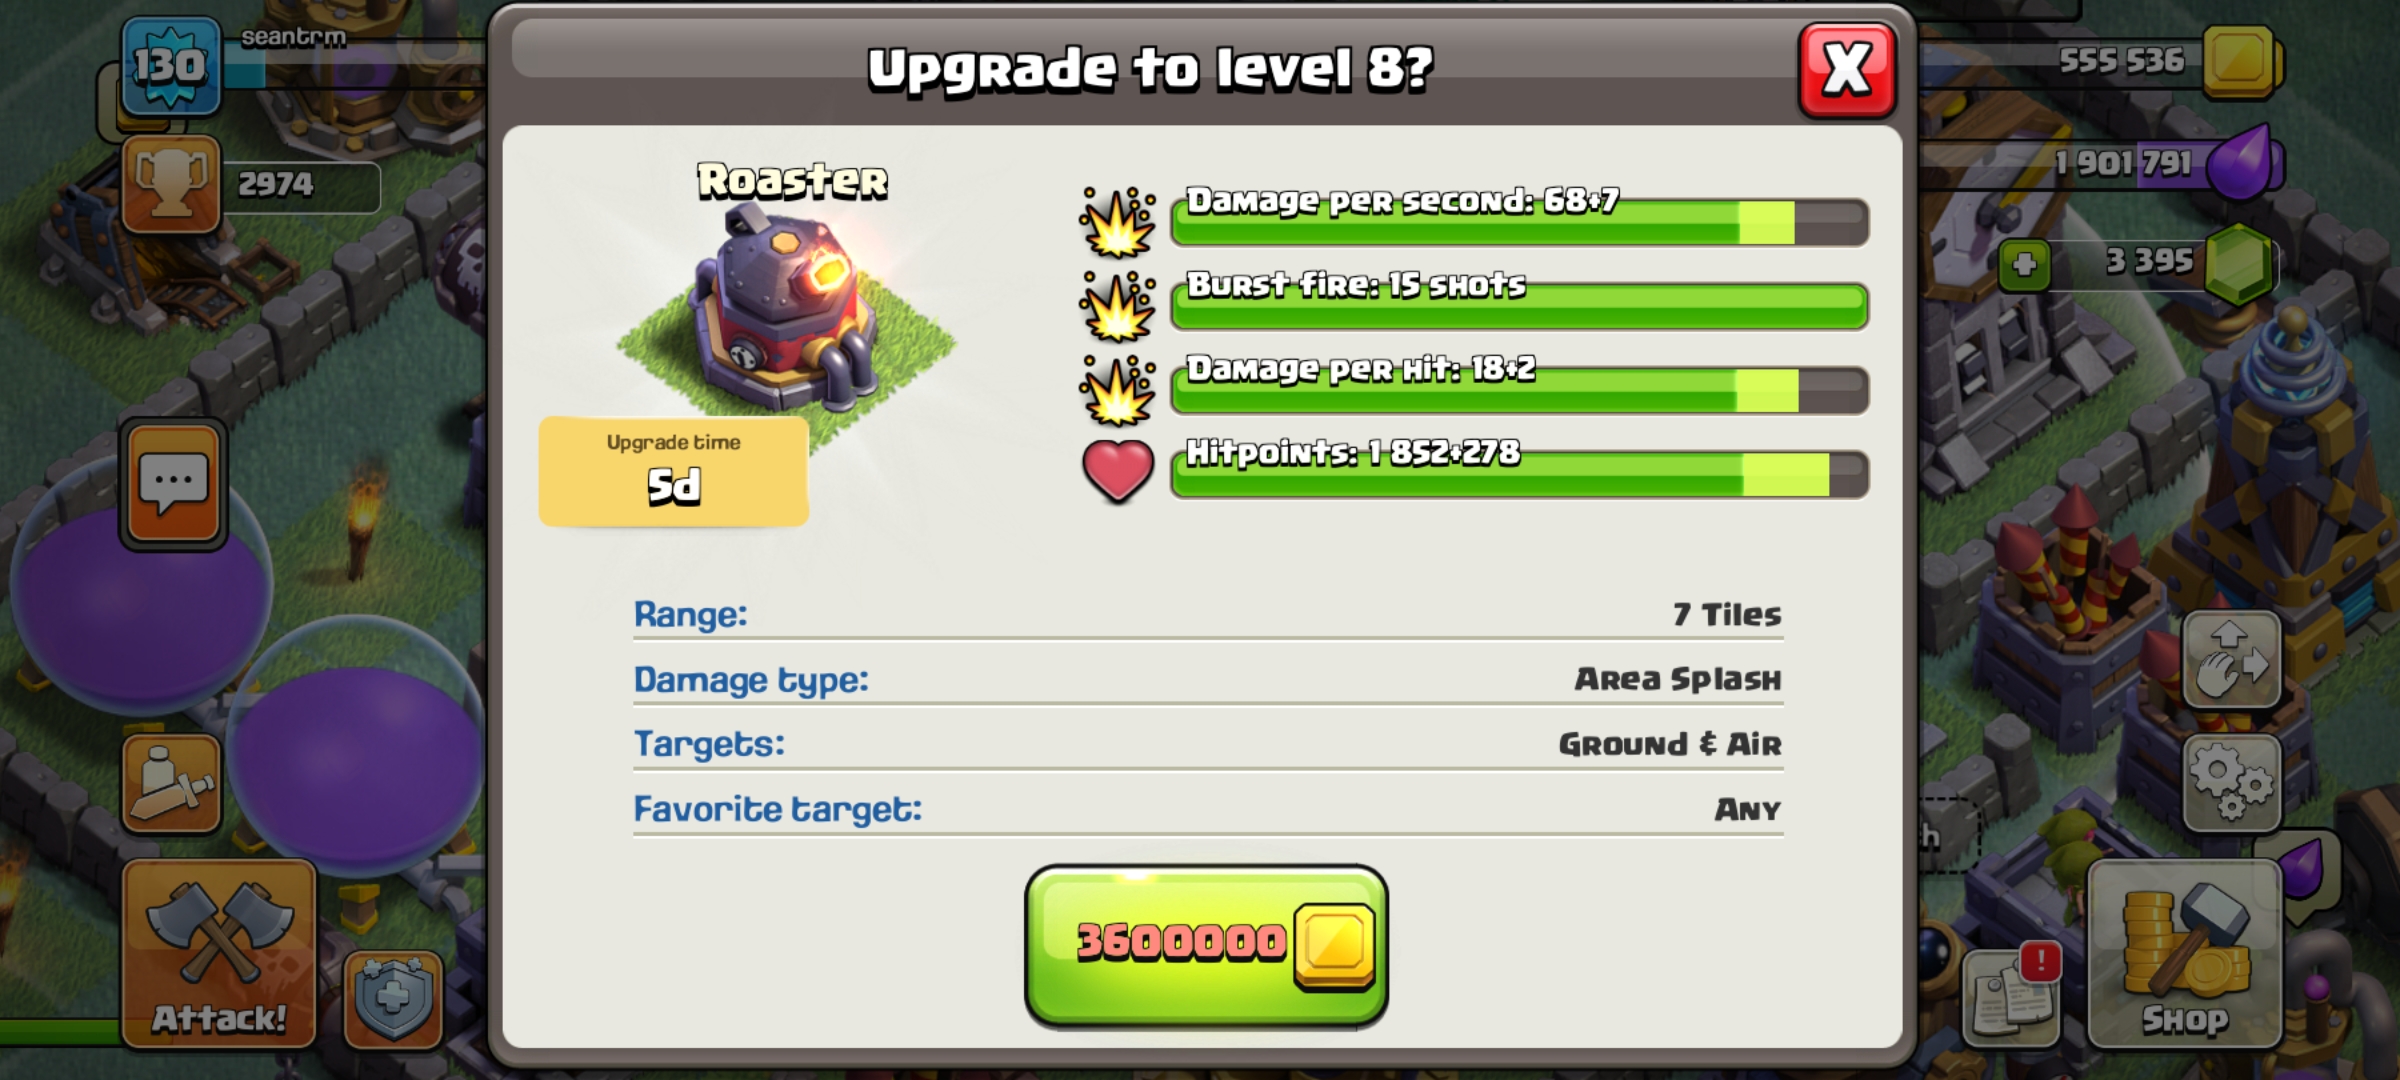 130
seantrm
Upgrade to level 8?
X
555 536
2974
Roaster
Damage per second: 68+7
1 901 791
Burst fire: 15 shots
3 395
Damage per hit: 18+2
Upgrade time
5d
Hitpoints: 1 852+278
Range: 7 Tiles
Damage type: Area Splash
Targets: Ground & Air
Favorite target: Any
3600000
!
Attack!
Shop